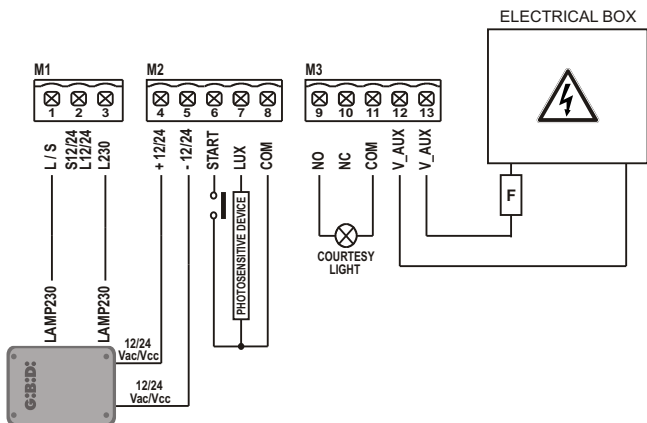 ELECTRICAL BOX
M1
M2
M3
1 2 3
4 5 6 7 8
9 10 11 12 13
L / S
S12/24
L12/24
L230
+ 12/24
- 12/24
START
LUX
COM
NO
NC
COM
V_AUX
V_AUX
F
PHOTOSENSITIVE DEVICE
COURTESY
LIGHT
LAMP230
LAMP230
12/24
Vac/Vcc
12/24
Vac/Vcc
GiBiDi